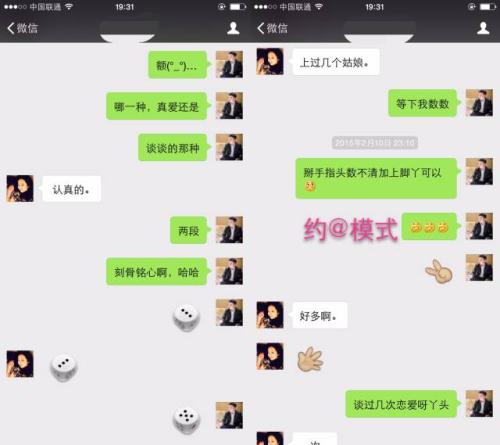 中国联通
19:31
微信
额(°_°)...
哪一种，真爱还是
谈谈的那种
认真的。
两段
刻骨铭心啊，哈哈
中国联通
19:31
微信
上过几个姑娘。
等下我数数
2015年2月10日 23:10
掰手指头数不清加上脚丫可以
约@模式
好多啊。
谈过几次恋爱呀丫头
一次